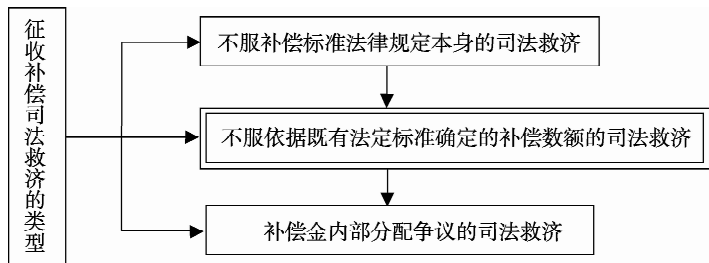 征收补偿司法救济的类型
不服补偿标准法律规定本身的司法救济
不服依据既有法定标准确定的补偿数额的司法救济
补偿金内部分配争议的司法救济